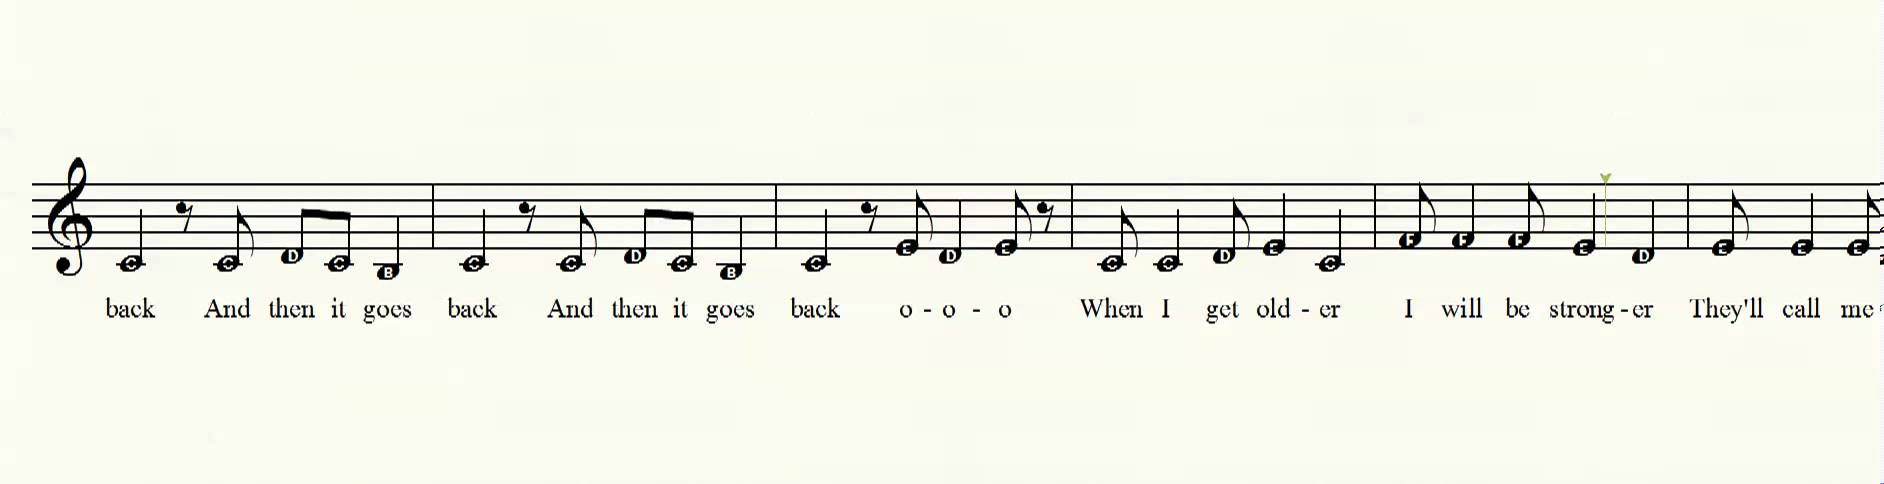 C C D C B C C D C B C E D E C C D E C F F F E D E E E
back And then it goes back And then it goes back o - o - o When I get old - er I will be strong - er They'll call me